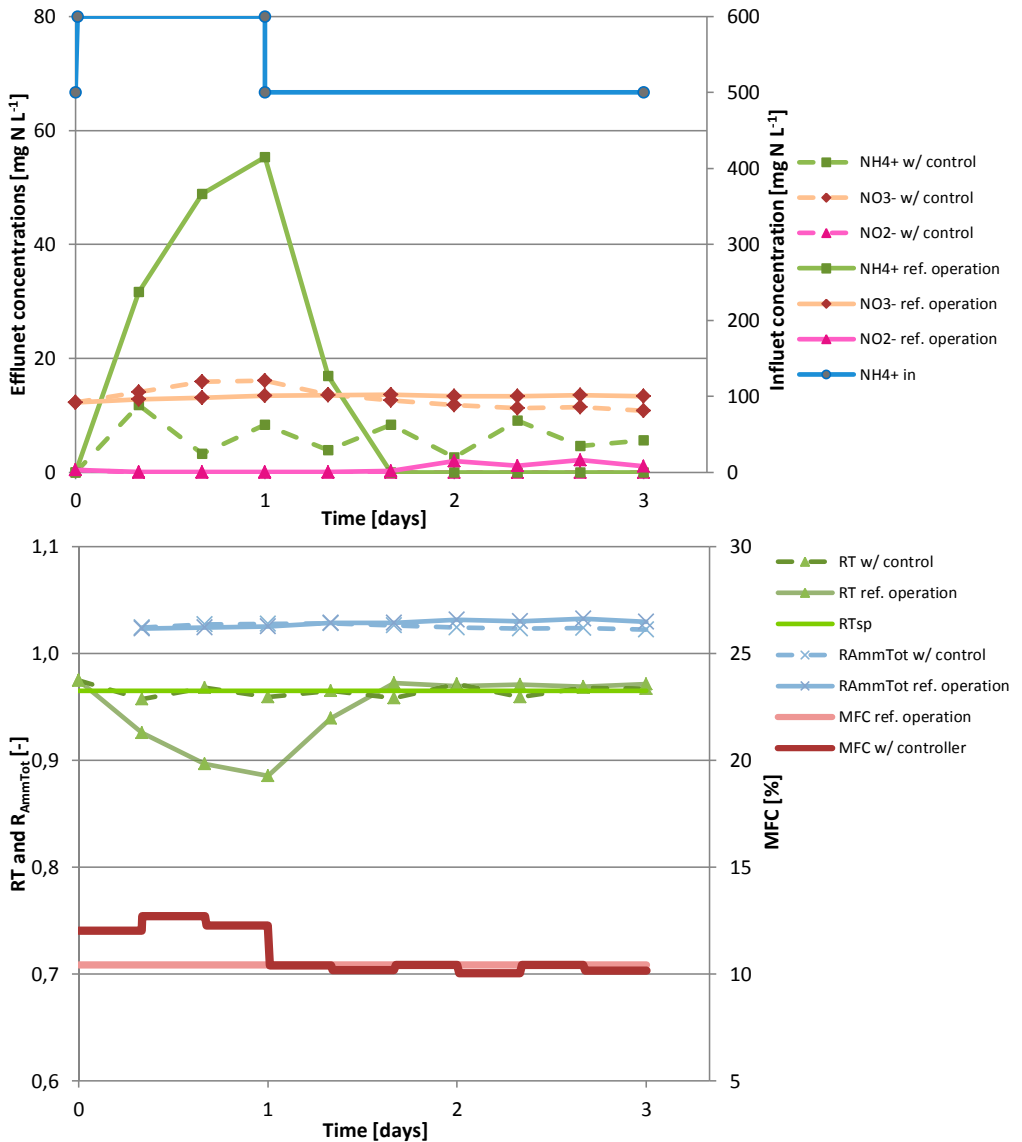 80
60
40
20
0
Efflunet concentrations [mg N L-1]
600
500
400
300
200
100
0
Influet concentration [mg N L-1]
0
1
2
3
Time [days]
NH4+ w/ control
NO3- w/ control
NO2- w/ control
NH4+ ref. operation
NO3- ref. operation
NO2- ref. operation
NH4+ in
1,1
1,0
0,9
0,8
0,7
0,6
RT and RAmmTot [-]
30
25
20
15
10
5
MFC [%]
0
1
2
3
Time [days]
RT w/ control
RT ref. operation
RTsp
RAmmTot w/ control
RAmmTot ref. operation
MFC ref. operation
MFC w/ controller